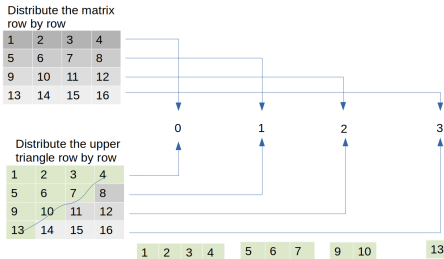 Distribute the matrix
row by row
1 2 3 4
5 6 7 8
9 10 11 12
13 14 15 16
0 1 2 3
Distribute the upper
triangle row by row
1 2 3 4
5 6 7 8
9 10 11 12
13 14 15 16
1 2 3 4 5 6 7 9 10 13